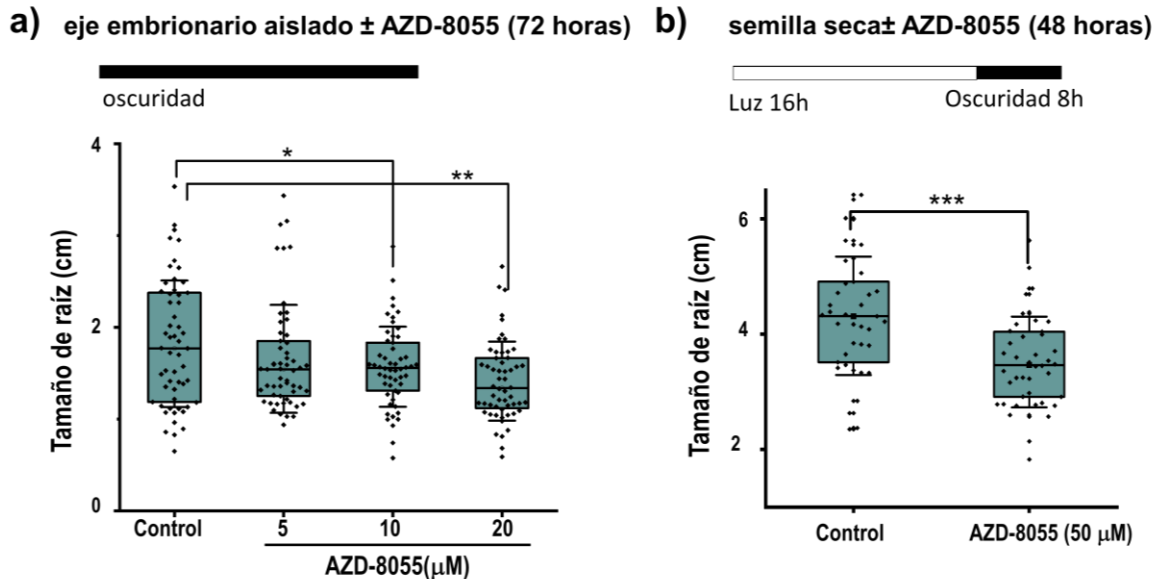 a) eje embrionario aislado ± AZD-8055 (72 horas)
oscuridad
4
2
0
Tamaño de raíz (cm)
*
**
Control 5 10 20
AZD-8055(μM)
b) semilla seca± AZD-8055 (48 horas)
Luz 16h Oscuridad 8h
6
4
2
Tamaño de raíz (cm)
***
Control AZD-8055 (50 μM)